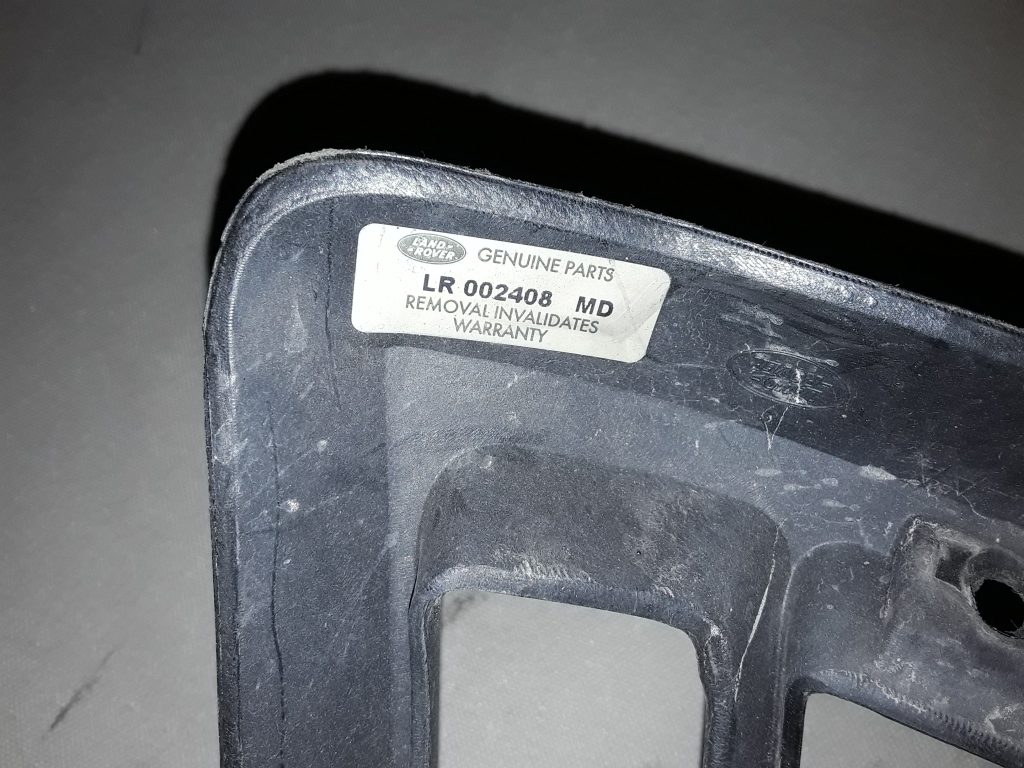 LAND-
ROVER
GENUINE PARTS
LR 002408 MD
REMOVAL INVALIDATES
WARRANTY